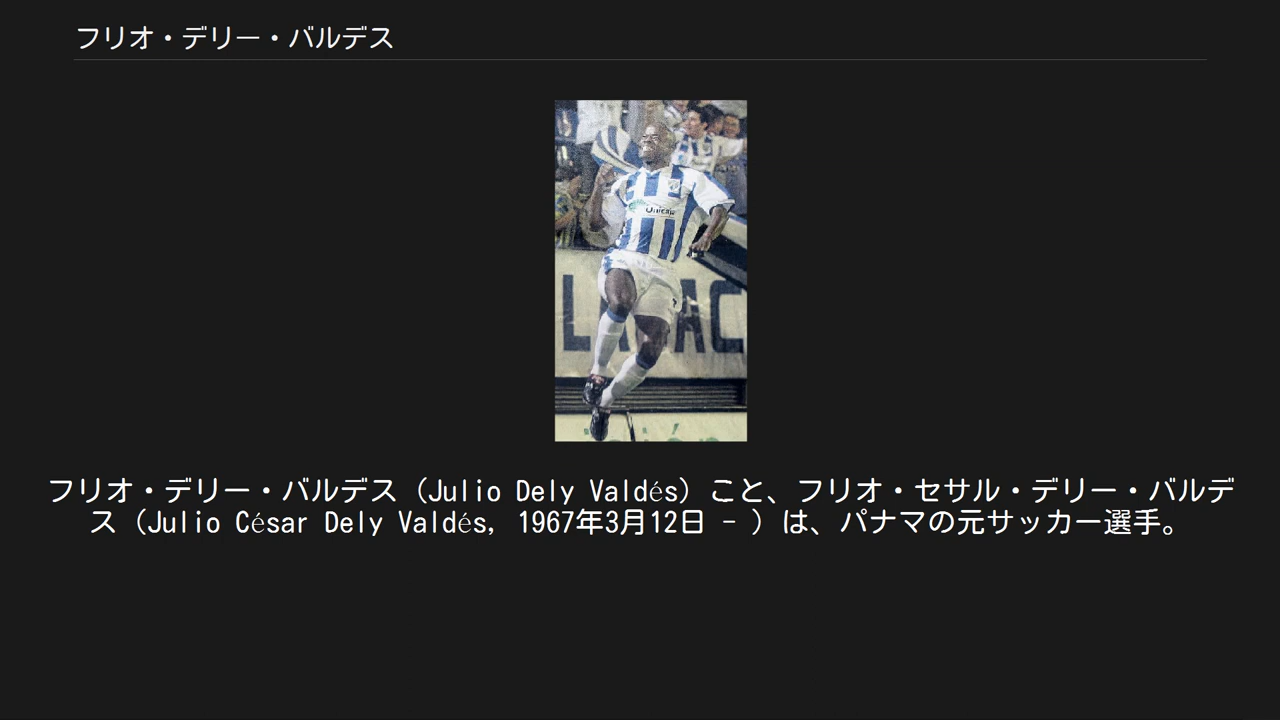 フリオ・デリー・バルデス
Unicaja
フリオ・デリー・バルデス（Julio Dely Valdés）こと、フリオ・セサル・デリー・バルデ
ス（Julio César Dely Valdés, 1967年3月12日 - ）は、パナマの元サッカー選手。